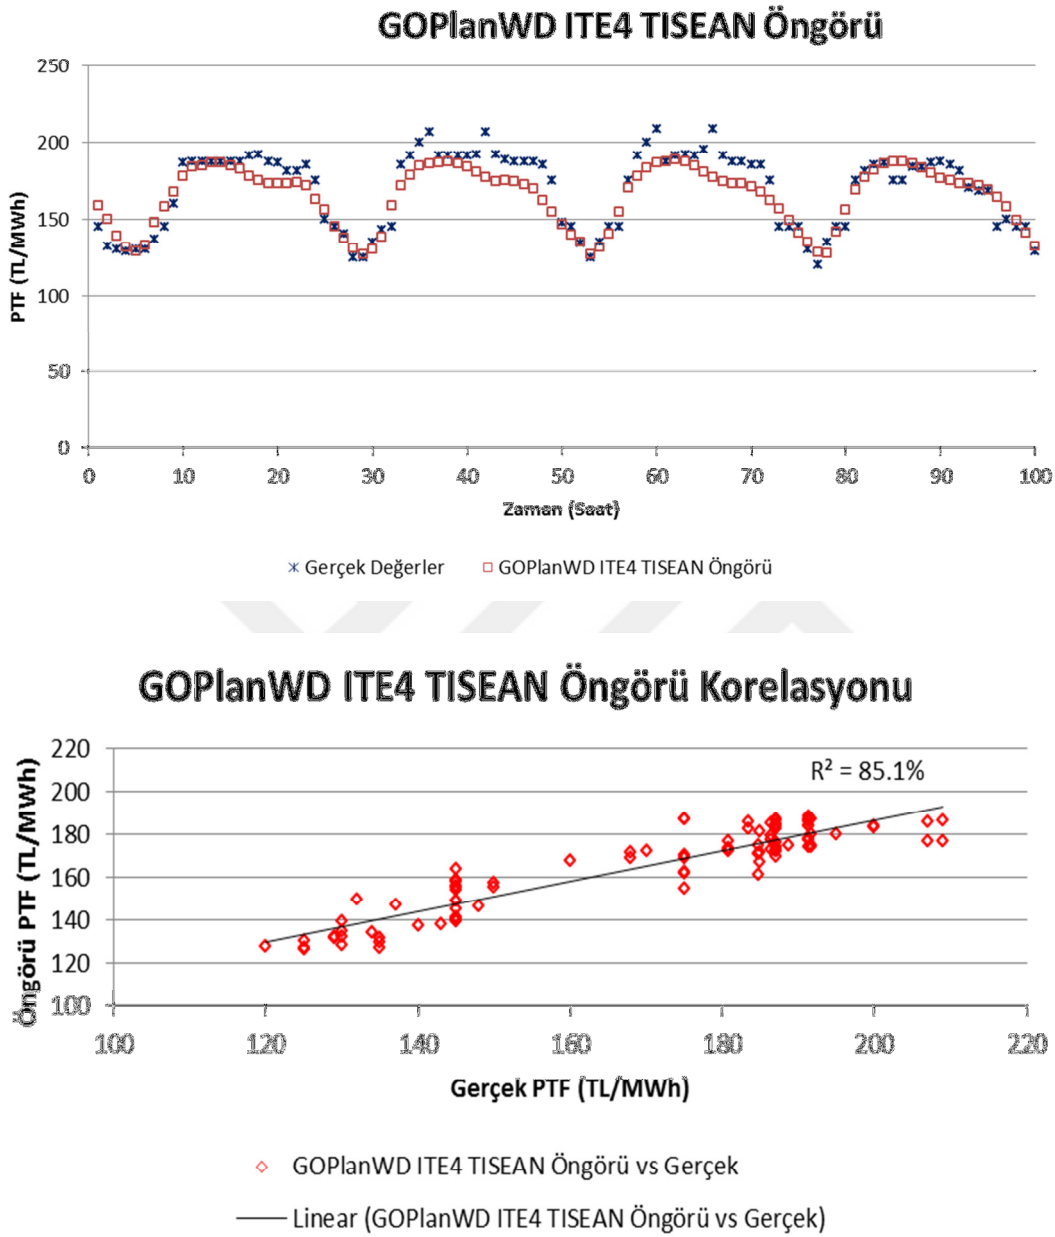 GOPlanWD ITE4 TISEAN Öngörü
250
200
150
100
50
0
PTF (TL/MWh)
0 10 20 30 40 50 60 70 80 90 100
Zaman (Saat)
Gerçek Değerler GOPlanWD ITE4 TISEAN Öngörü
GOPlanWD ITE4 TISEAN Öngörü Korelasyonu
220
200
180
160
140
120
100
Öngörü PTF (TL/MWh)
R² = 85.1%
100 120 140 160 180 200 220
Gerçek PTF (TL/MWh)
GOPlanWD ITE4 TISEAN Öngörü vs Gerçek
Linear (GOPlanWD ITE4 TISEAN Öngörü vs Gerçek)